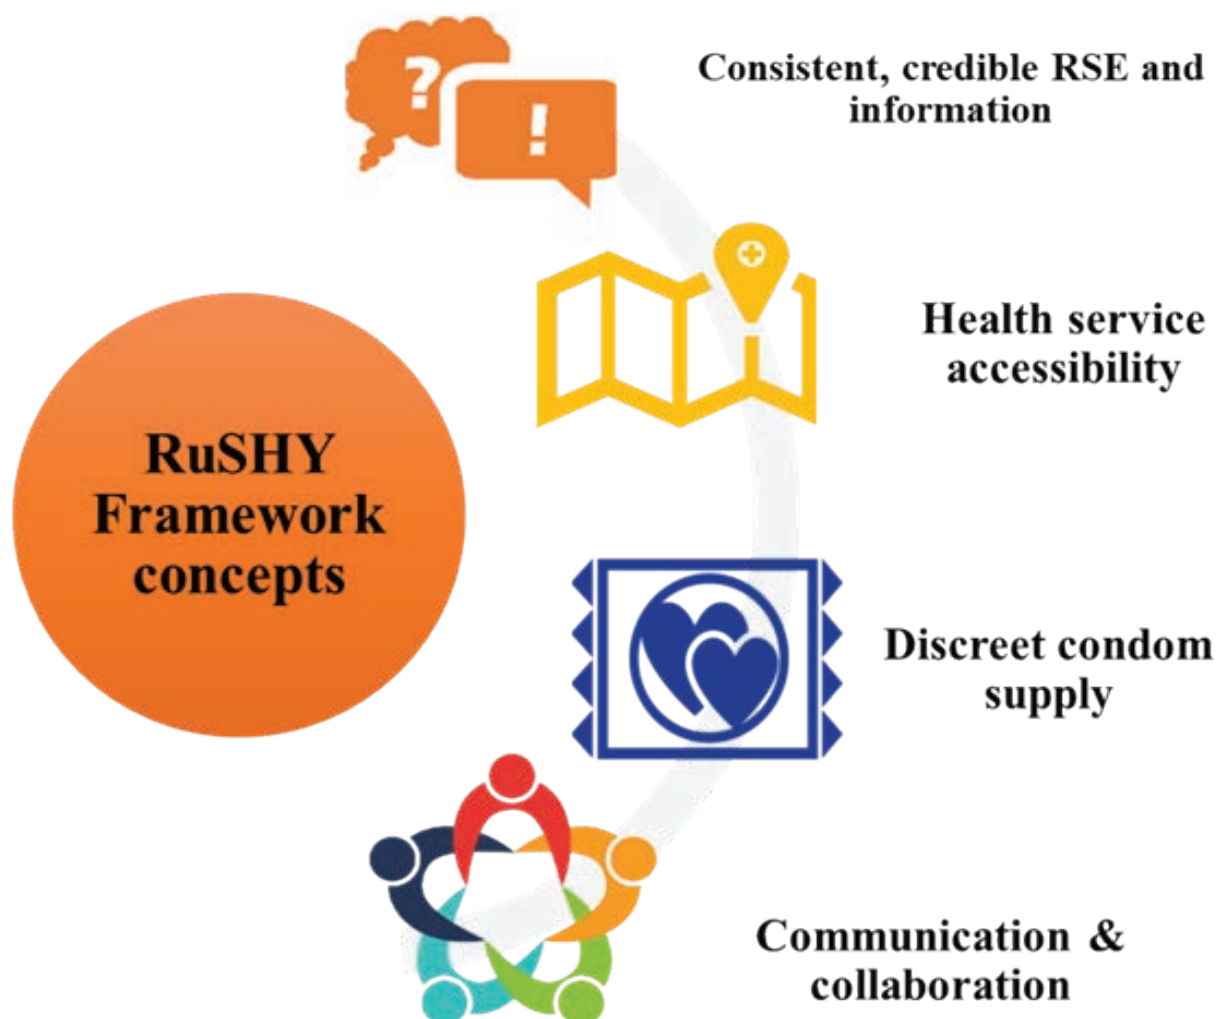 Consistent, credible RSE and
information
Health service
accessibility
RuSHY
Framework
concepts
Discreet condom
supply
Communication &
collaboration